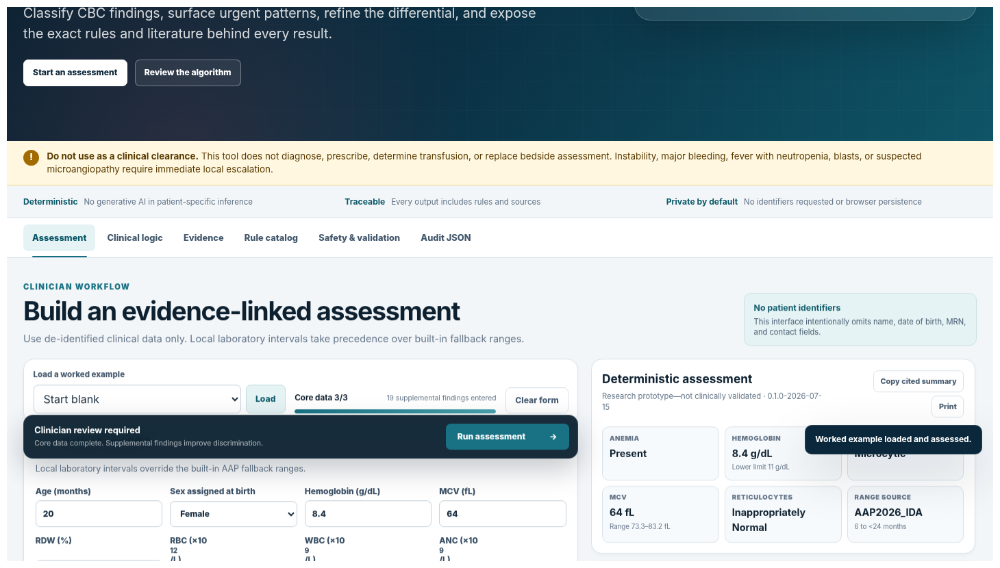 Classify CBC findings, surface urgent patterns, refine the differential, and expose
the exact rules and literature behind every result.
Start an assessment
Review the algorithm
!
Do not use as a clinical clearance. This tool does not diagnose, prescribe, determine transfusion, or replace bedside assessment. Instability, major bleeding, fever with neutropenia, blasts, or suspected
microangiopathy require immediate local escalation.
Deterministic No generative AI in patient-specific inference
Traceable Every output includes rules and sources
Private by default No identifiers requested or browser persistence
Assessment
Clinical logic
Evidence
Rule catalog
Safety & validation
Audit JSON
CLINICIAN WORKFLOW
Build an evidence-linked assessment
Use de-identified clinical data only. Local laboratory intervals take precedence over built-in fallback ranges.
No patient identifiers
This interface intentionally omits name, date of birth, MRN,
and contact fields.
Load a worked example
Start blank
Load
Core data 3/3
19 supplemental findings entered
Clear form
Clinician review required
Core data complete. Supplemental findings improve discrimination.
Run assessment →
Local laboratory intervals override the built-in AAP fallback ranges.
Age (months)
20
Sex assigned at birth
Female
Hemoglobin (g/dL)
8.4
MCV (fL)
64
RDW (%)
RBC (×10
12
/L)
WBC (×10
9
/L)
ANC (×10
9
/L)
Deterministic assessment
Research prototype—not clinically validated · 0.1.0-2026-07-
15
Copy cited summary
Print
ANEMIA
Present
HEMOGLOBIN
8.4 g/dL
Lower limit 11 g/dL
Worked example loaded and assessed.
Microcytic
MCV
64 fL
Range 73.3–83.2 fL
RETICULOCYTES
Inappropriately
Normal
RANGE SOURCE
AAP2026_IDA
6 to <24 months